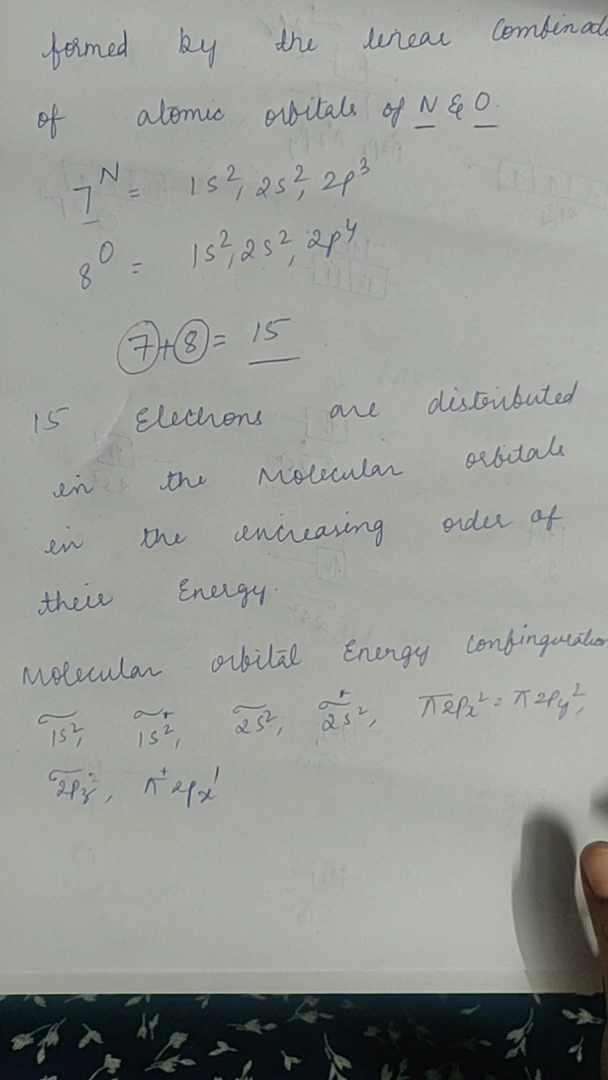 formed by the linear Combinat
of atomic orbitals of N & O.
₇N = 1s², 2s², 2p³
₈O = 1s², 2s², 2p⁴
7+8 = 15
15 Electrons are distributed
in the Molecular orbitals
in the encreasing order of
their Energy.
Molecular orbital Energy Configuration
σ1s², σ*1s², σ2s², σ*2s², π2px² = π2py²,
σ2pz², π*2px¹